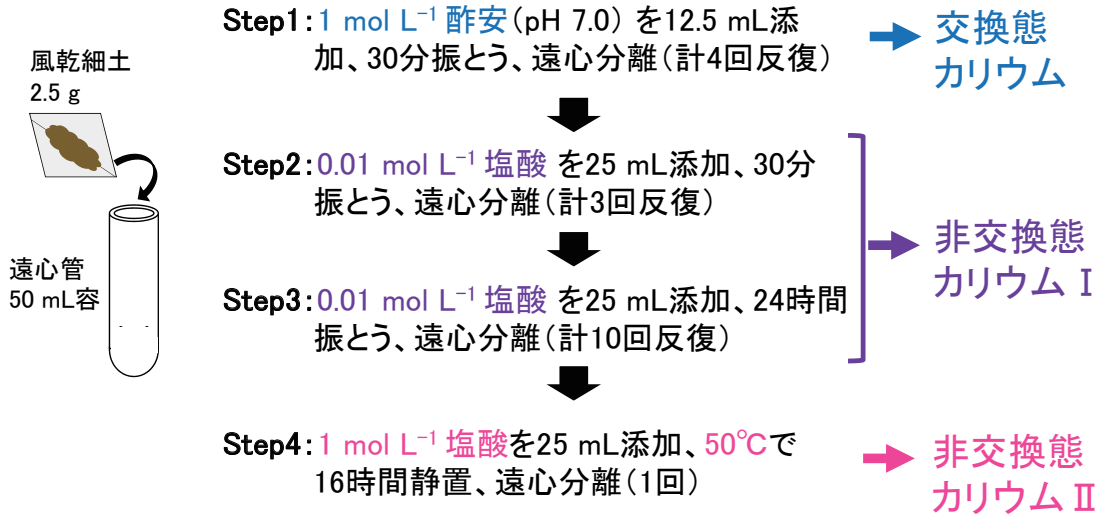 風乾細土
2.5 g
遠心管
50 mL容
Step1：1 mol L⁻¹ 酢安（pH 7.0） を12.5 mL添
加、30分振とう、遠心分離（計4回反復）
交換態
カリウム
Step2：0.01 mol L⁻¹ 塩酸 を25 mL添加、30分
振とう、遠心分離（計3回反復）
Step3：0.01 mol L⁻¹ 塩酸 を25 mL添加、24時間
振とう、遠心分離（計10回反復）
非交換態
カリウム Ⅰ
Step4：1 mol L⁻¹ 塩酸を25 mL添加、50℃で
16時間静置、遠心分離（1回）
非交換態
カリウム Ⅱ